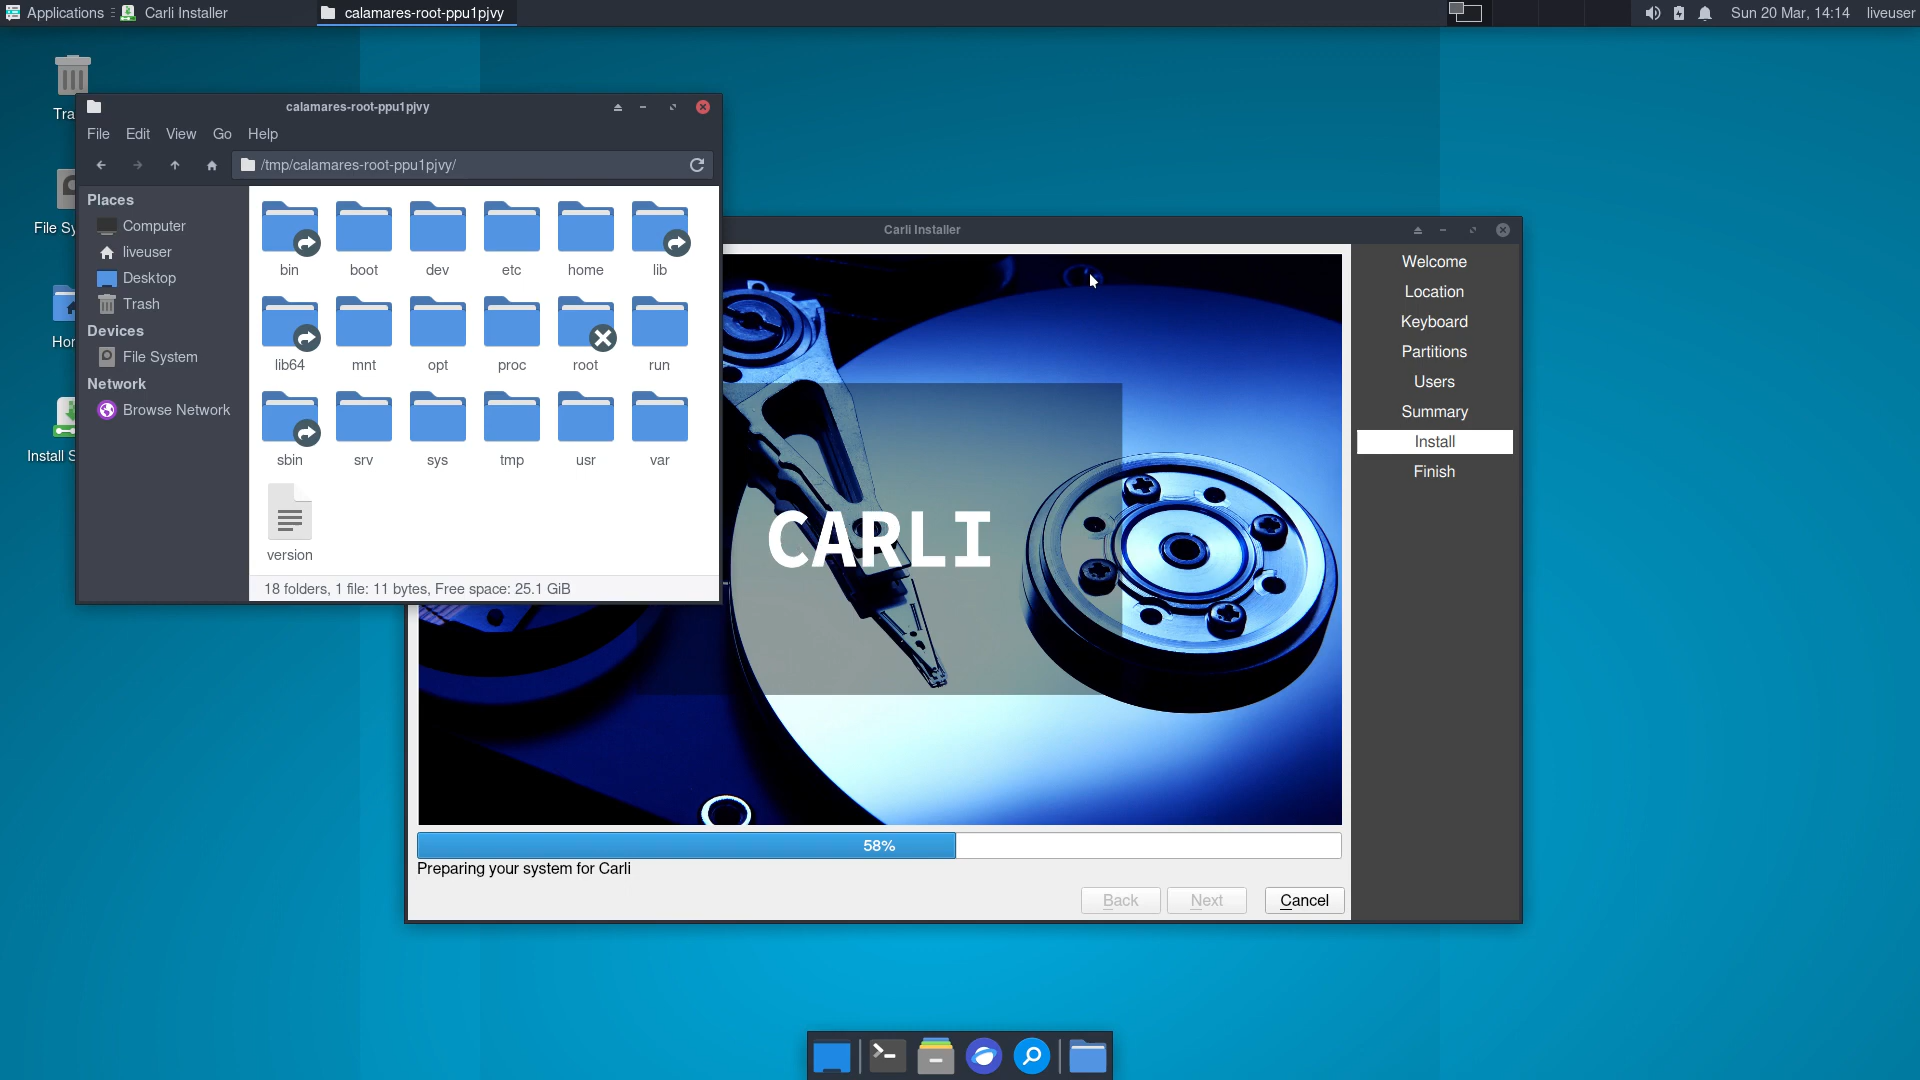 Applications
Carli Installer
calamares-root-ppu1pjvy
Sun 20 Mar, 14:14
liveuser
Tra
File Sy
Hor
Install S
calamares-root-ppu1pjvy
File Edit View Go Help
/tmp/calamares-root-ppu1pjvy/
Places
Computer
liveuser
Desktop
Trash
Devices
File System
Network
Browse Network
bin boot dev etc home lib
lib64 mnt opt proc root run
sbin srv sys tmp usr var
version
18 folders, 1 file: 11 bytes, Free space: 25.1 GiB
Carli Installer
CARLI
58%
Preparing your system for Carli
Back Next Cancel
Welcome
Location
Keyboard
Partitions
Users
Summary
Install
Finish